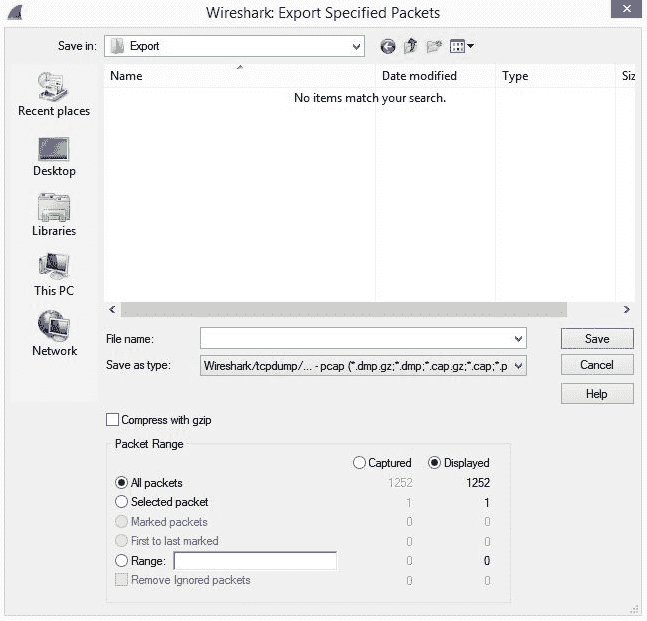 Wireshark: Export Specified Packets
Save in: Export
Name Date modified Type Siz
No items match your search.
Recent places
Desktop
Libraries
This PC
Network
File name:
Save as type: Wireshark/tcpdump/... - pcap (*.dmp.gz;*.dmp;*.cap.gz;*.cap;*.p
Save
Cancel
Help
Compress with gzip
Packet Range
Captured Displayed
All packets 1252 1252
Selected packet 1 1
Marked packets 0 0
First to last marked 0 0
Range: 0 0
Remove Ignored packets 0 0